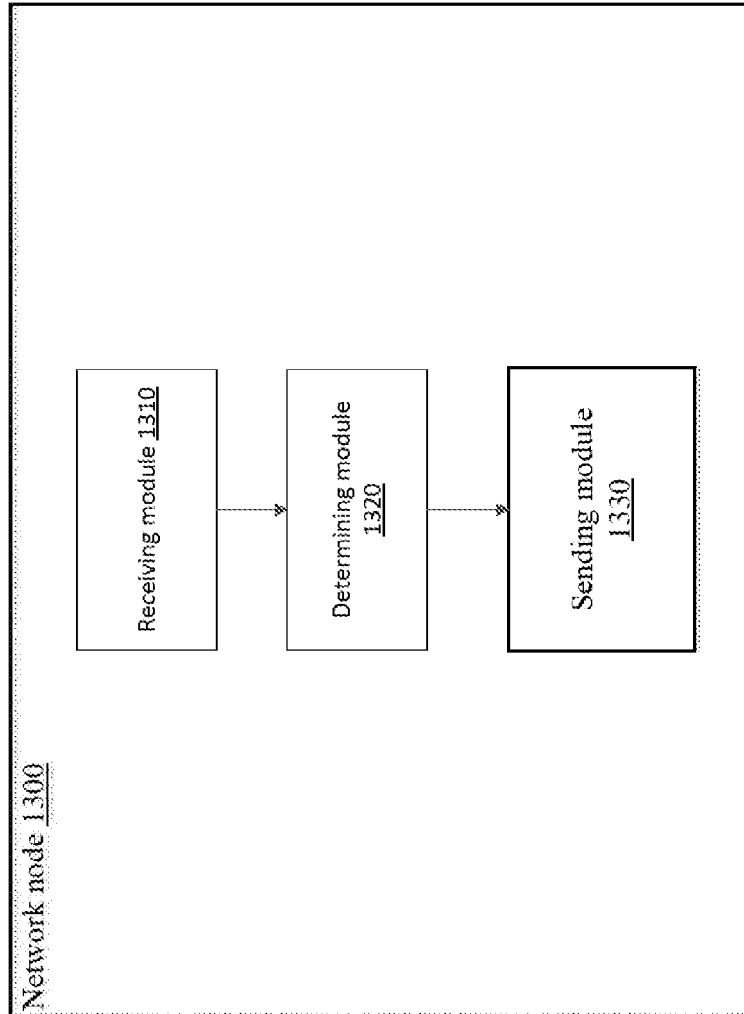 Network node 1300
Receiving module 1310
Determining module
1320
Sending module
1330